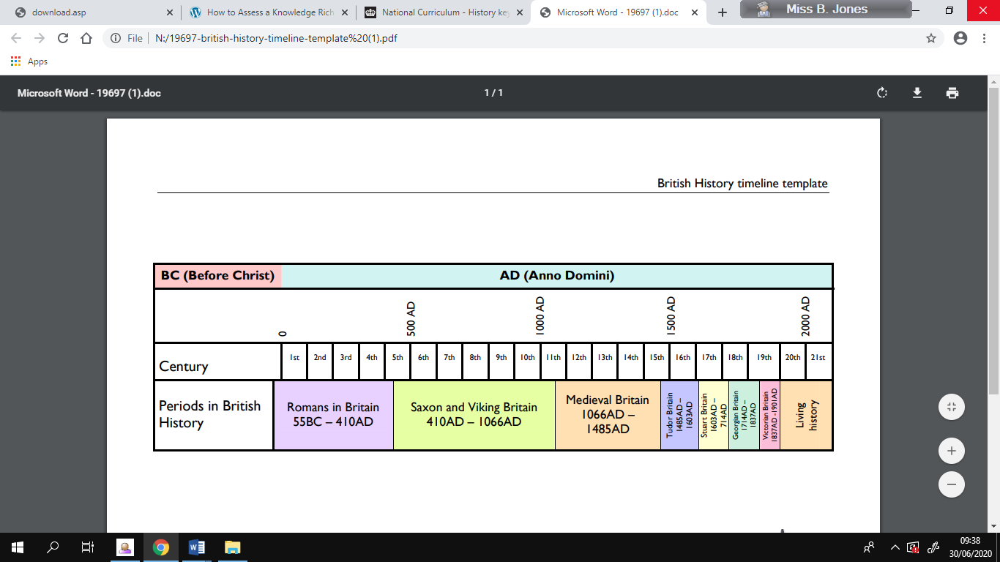 download.asp
How to Assess a Knowledge Rich
National Curriculum - History key
Microsoft Word - 19697 (1).doc
Miss B. Jones
File
N:/19697-british-history-timeline-template%20(1).pdf
Apps
Microsoft Word - 19697 (1).doc
1 / 1
British History timeline template
BC (Before Christ)
AD (Anno Domini)
0
500 AD
1000 AD
1500 AD
2000 AD
Century
1st
2nd
3rd
4th
5th
6th
7th
8th
9th
10th
11th
12th
13th
14th
15th
16th
17th
18th
19th
20th
21st
Periods in British
History
Romans in Britain
55BC – 410AD
Saxon and Viking Britain
410AD – 1066AD
Medieval Britain
1066AD –
1485AD
Tudor Britain
1485AD –
1603AD
Stuart Britain
1603AD –
714AD
Georgian Britain
1714AD –
1837AD
Victorian Britain
1837AD -1901AD
Living
history
09:38
30/06/2020